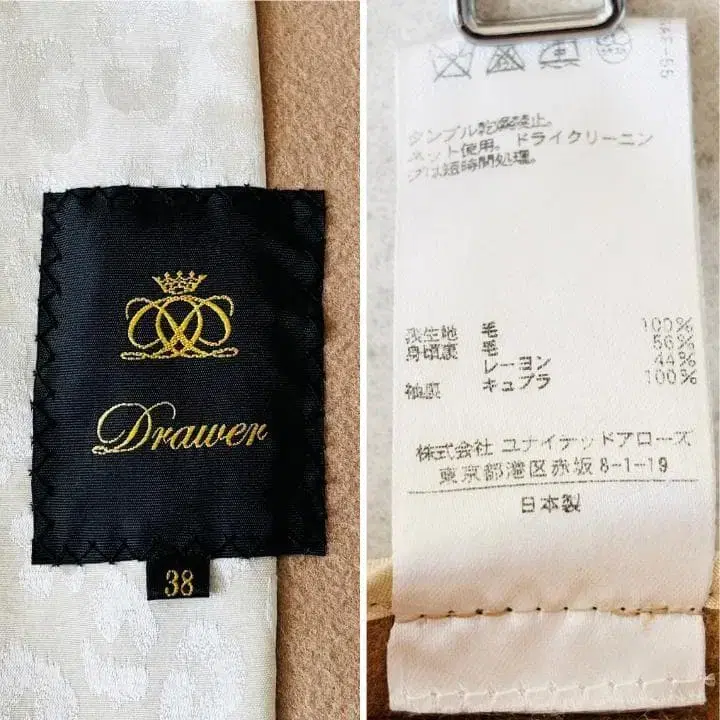 Drawer
38
タンブル乾燥禁止。
ネット使用。ドライクリーニン
グは短時間処理。
表生地 毛 100%
身頃裏 毛 56%
レーヨン 44%
袖裏 キュプラ 100%
株式会社 ユナイテッドアローズ
東京都港区赤坂8-1-19
日本製